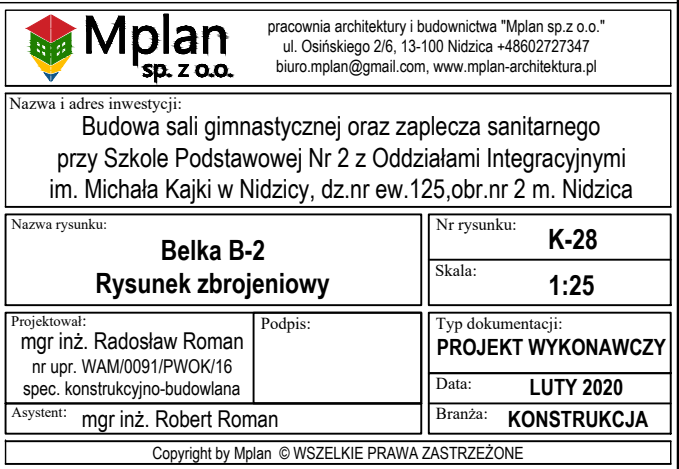 Mplan
sp. z o.o.
pracownia architektury i budownictwa "Mplan sp.z o.o."
ul. Osińskiego 2/6, 13-100 Nidzica +48602727347
biuro.mplan@gmail.com, www.mplan-architektura.pl
Nazwa i adres inwestycji:
Budowa sali gimnastycznej oraz zaplecza sanitarnego
przy Szkole Podstawowej Nr 2 z Oddziałami Integracyjnymi
im. Michała Kajki w Nidzicy, dz.nr ew.125,obr.nr 2 m. Nidzica
Nazwa rysunku:
Belka B-2
Rysunek zbrojeniowy
Nr rysunku:
K-28
Skala:
1:25
Projektował:
mgr inż. Radosław Roman
nr upr. WAM/0091/PWOK/16
spec. konstrukcyjno-budowlana
Podpis:
Asystent: mgr inż. Robert Roman
Typ dokumentacji:
PROJEKT WYKONAWCZY
Data: LUTY 2020
Branża: KONSTRUKCJA
Copyright by Mplan © WSZELKIE PRAWA ZASTRZEŻONE